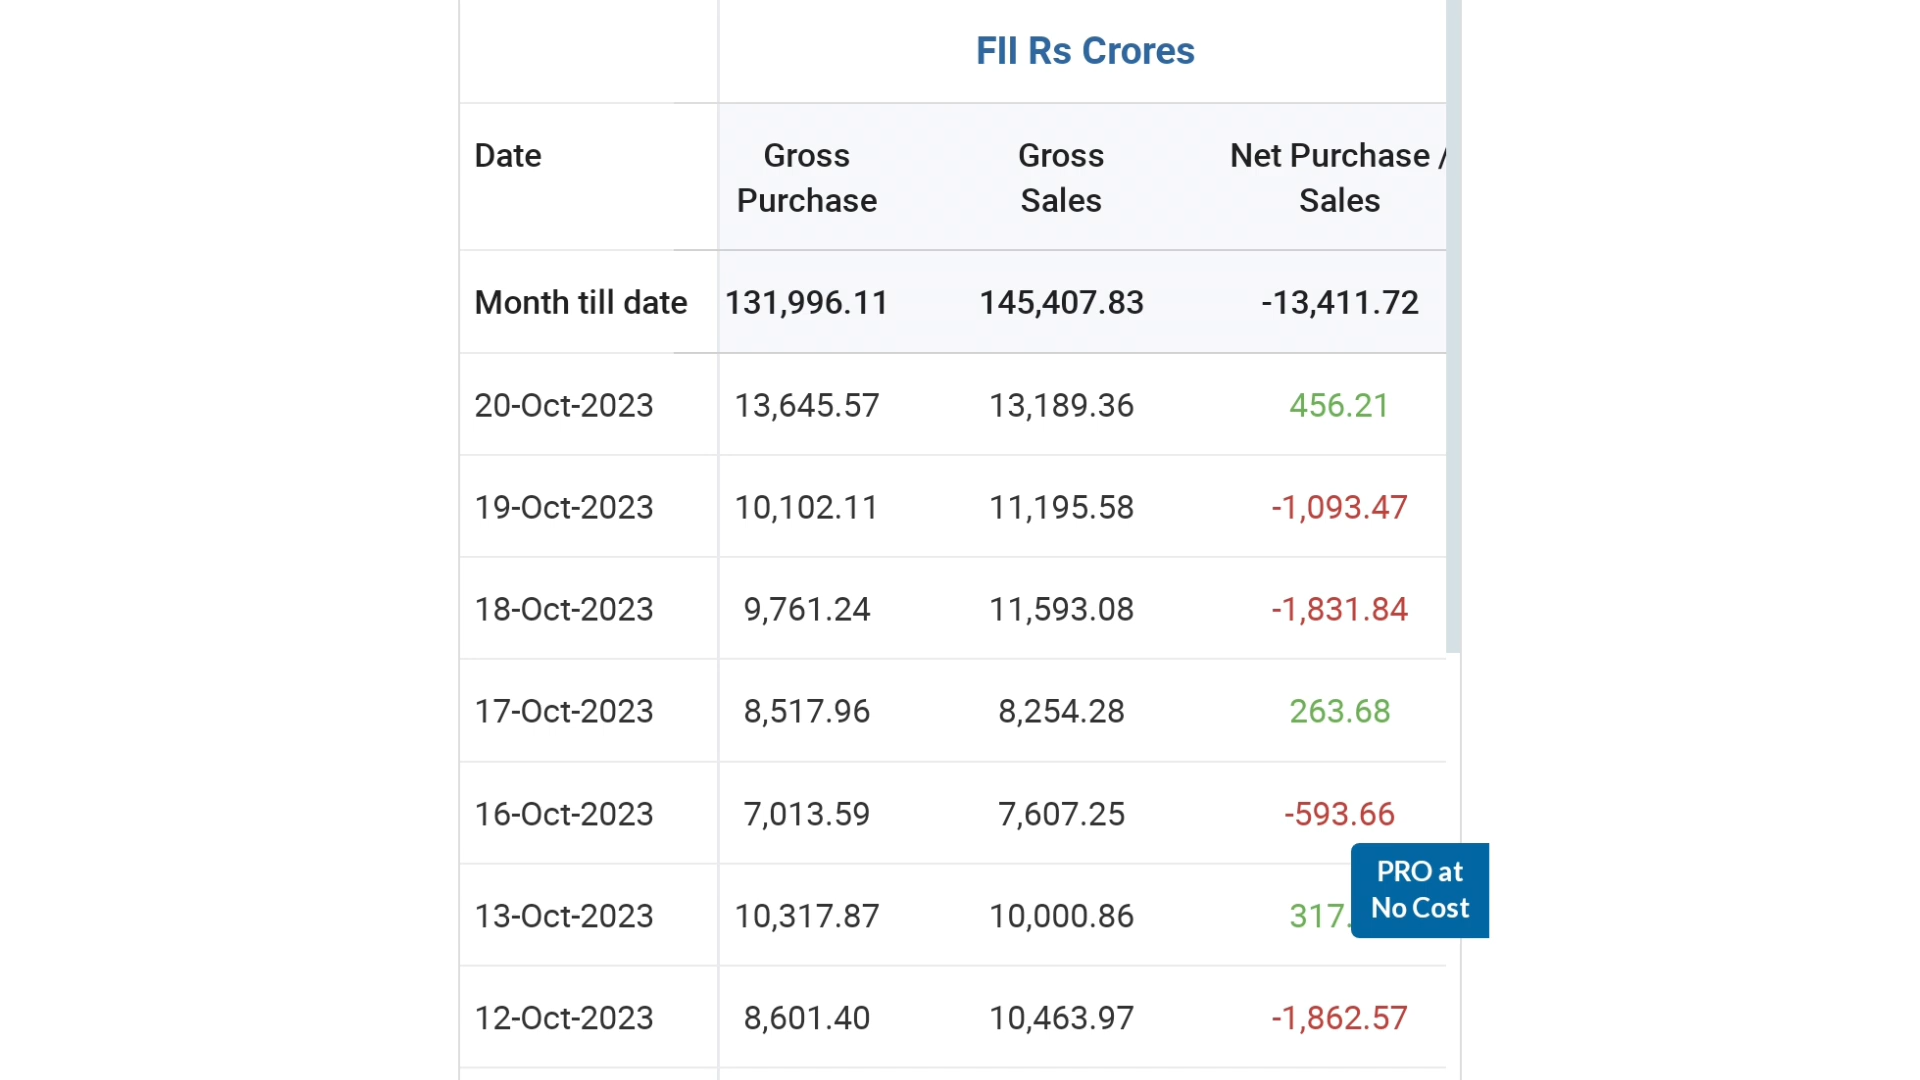 FII Rs Crores
Date Gross Purchase Gross Sales Net Purchase / Sales
Month till date 131,996.11 145,407.83 -13,411.72
20-Oct-2023 13,645.57 13,189.36 456.21
19-Oct-2023 10,102.11 11,195.58 -1,093.47
18-Oct-2023 9,761.24 11,593.08 -1,831.84
17-Oct-2023 8,517.96 8,254.28 263.68
16-Oct-2023 7,013.59 7,607.25 -593.66
13-Oct-2023 10,317.87 10,000.86 317.
PRO at
No Cost
12-Oct-2023 8,601.40 10,463.97 -1,862.57